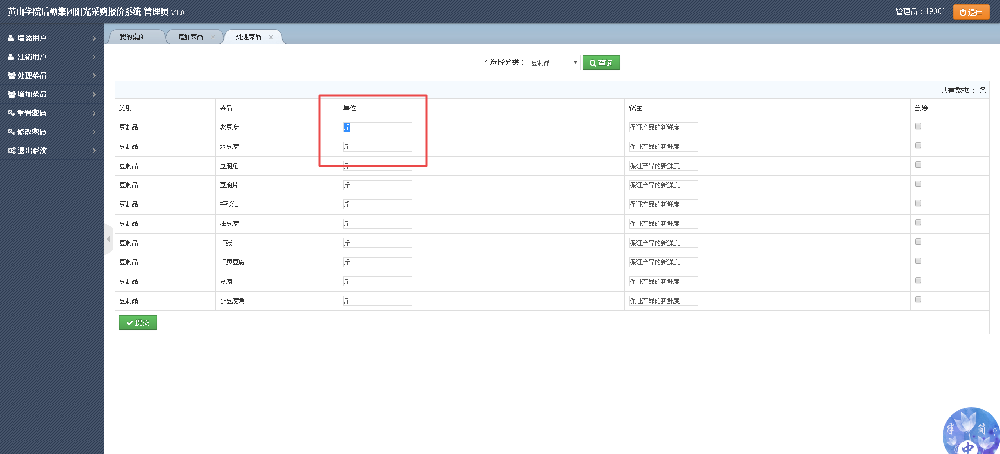 黄山学院后勤集团阳光采购报价系统 管理员 V1.0
管理员：19001
退出
增添用户
注销用户
处理菜品
增加菜品
重置密码
修改密码
退出系统
我的桌面
增加菜品
处理菜品
* 选择分类： 豆制品 查询
共有数据： 条
类别 菜品 单位 备注 删除
豆制品 老豆腐 斤 保证产品的新鲜度
豆制品 水豆腐 斤 保证产品的新鲜度
豆制品 豆腐角 斤 保证产品的新鲜度
豆制品 豆腐片 斤 保证产品的新鲜度
豆制品 千张结 斤 保证产品的新鲜度
豆制品 油豆腐 斤 保证产品的新鲜度
豆制品 千张 斤 保证产品的新鲜度
豆制品 千页豆腐 斤 保证产品的新鲜度
豆制品 豆腐干 斤 保证产品的新鲜度
豆制品 小豆腐角 斤 保证产品的新鲜度
提交
半 简
中